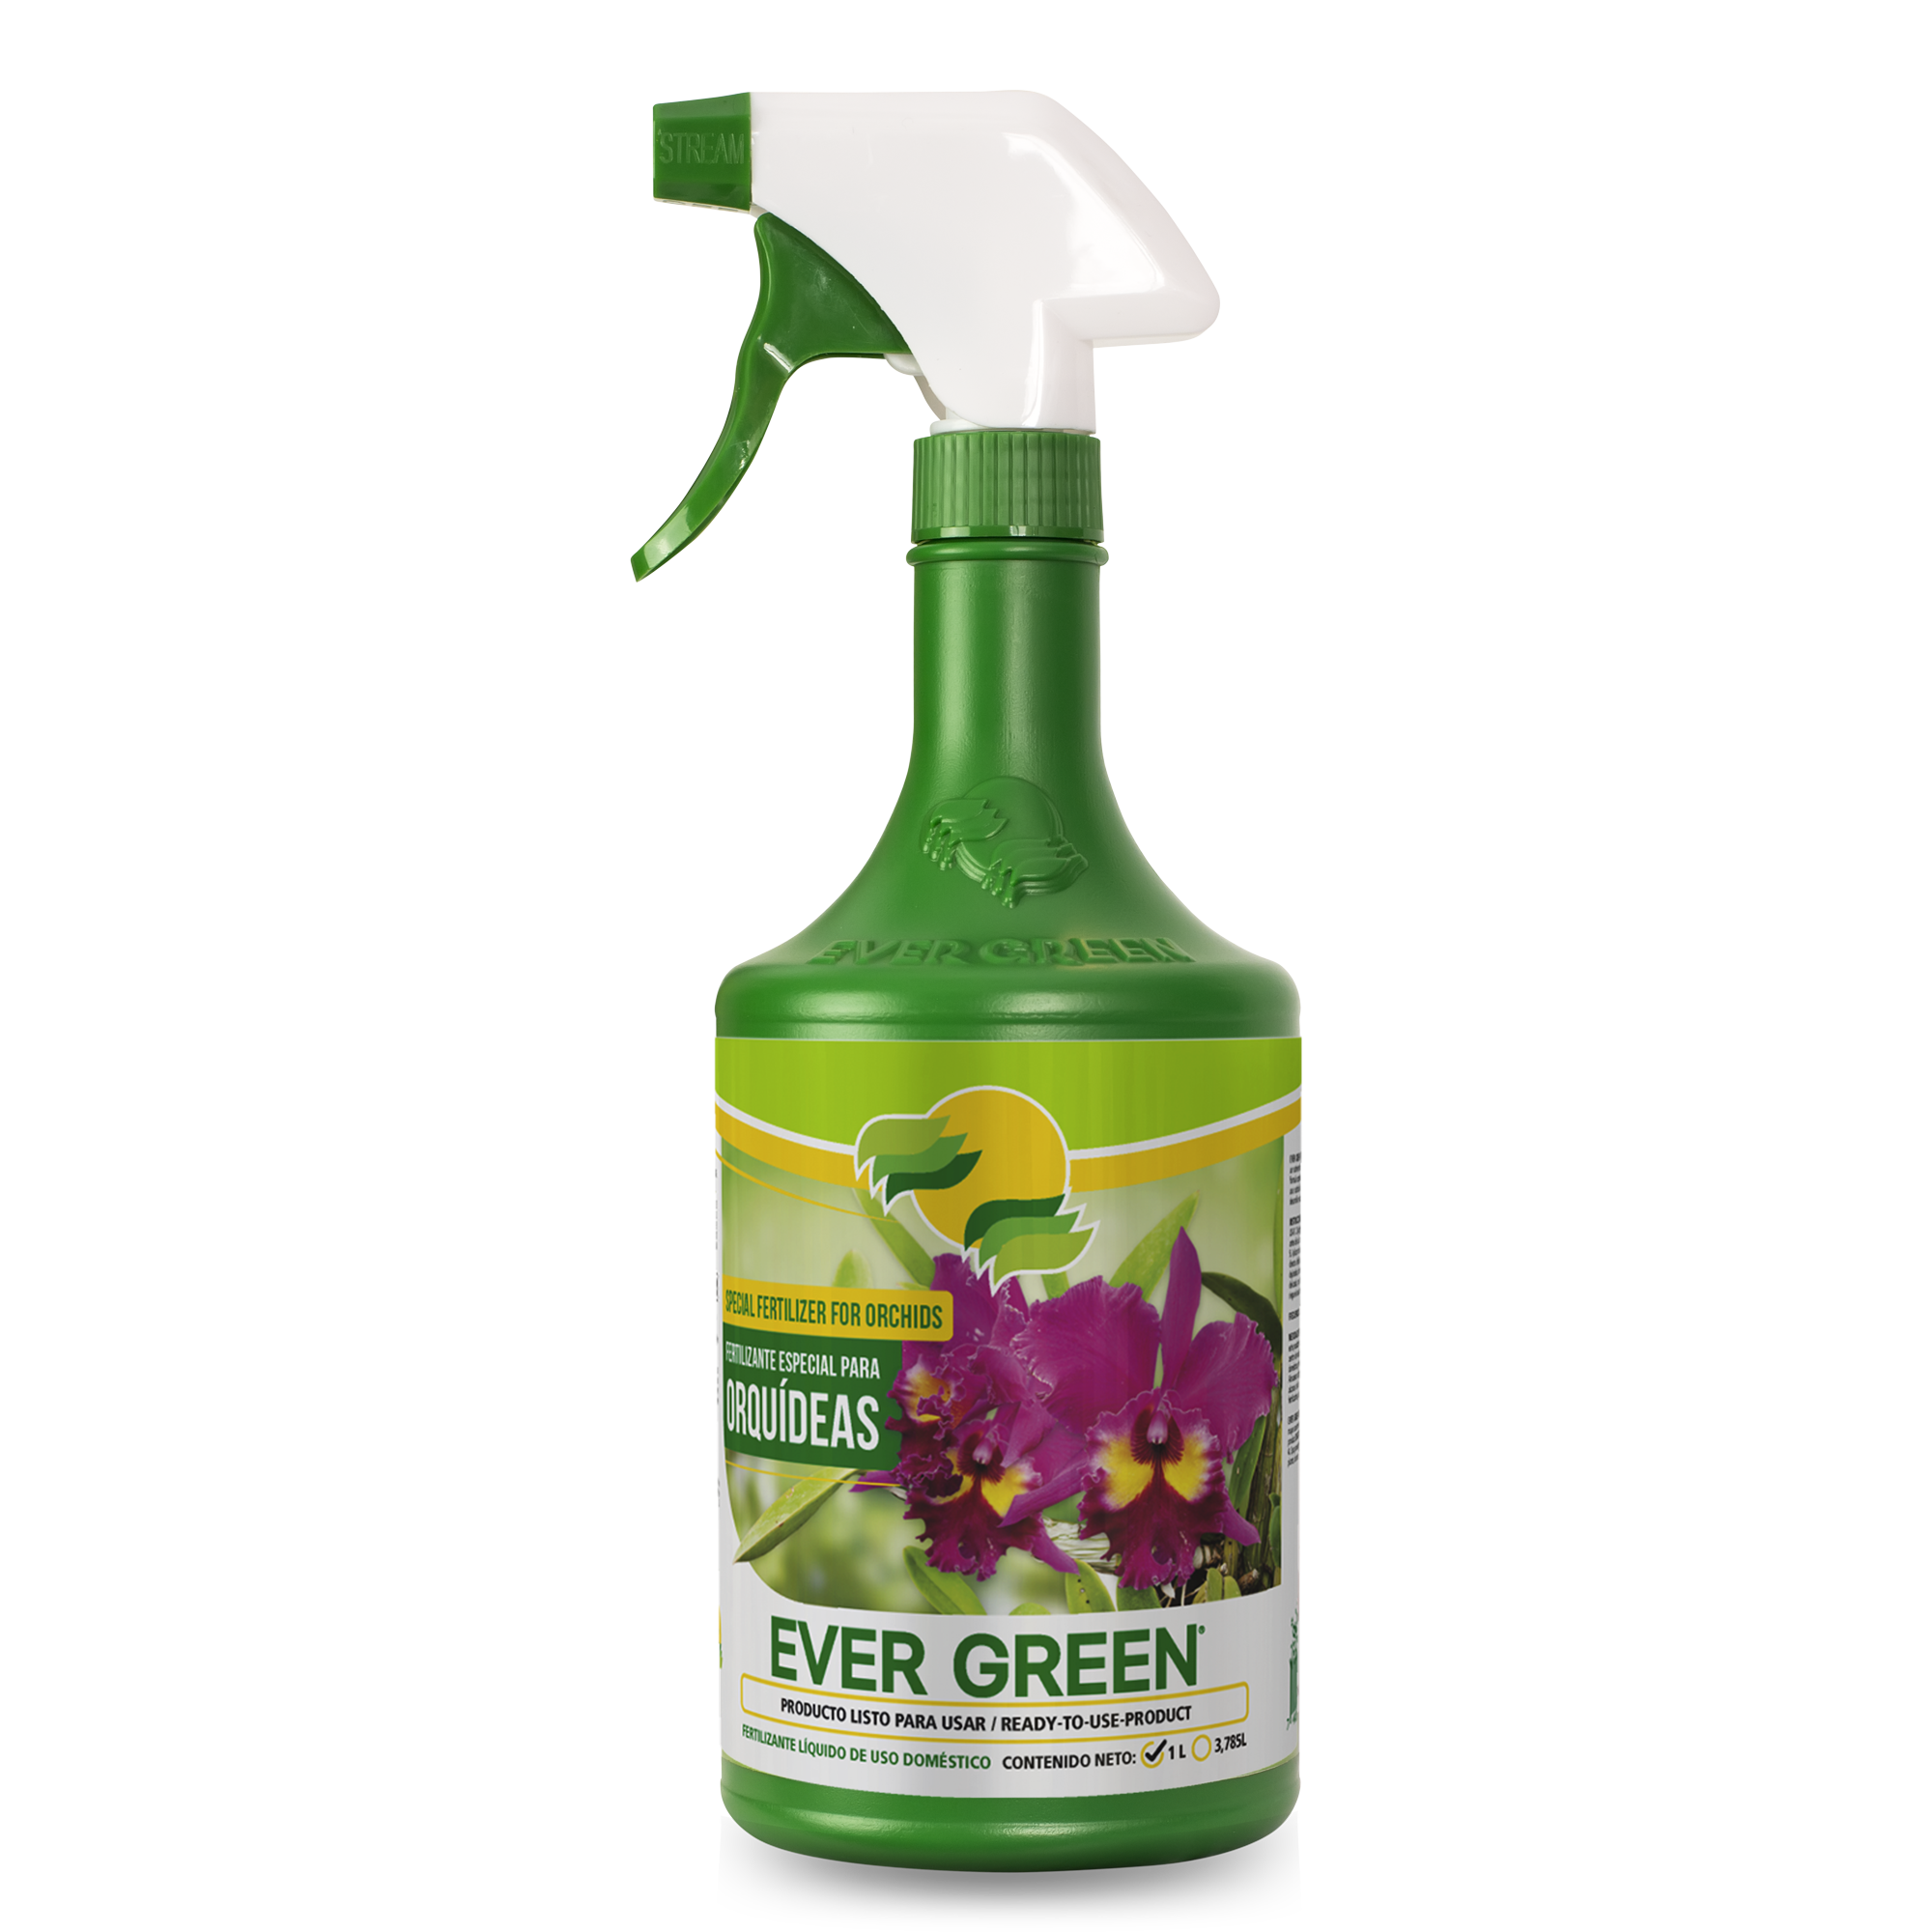 STREAM
EVER GREEN
SPECIAL FERTILIZER FOR ORCHIDS
FERTILIZANTE ESPECIAL PARA
ORQUÍDEAS
EVER GREEN®
PRODUCTO LISTO PARA USAR / READY-TO-USE-PRODUCT
FERTILIZANTE LÍQUIDO DE USO DOMÉSTICO CONTENIDO NETO: 1 L 3,785L